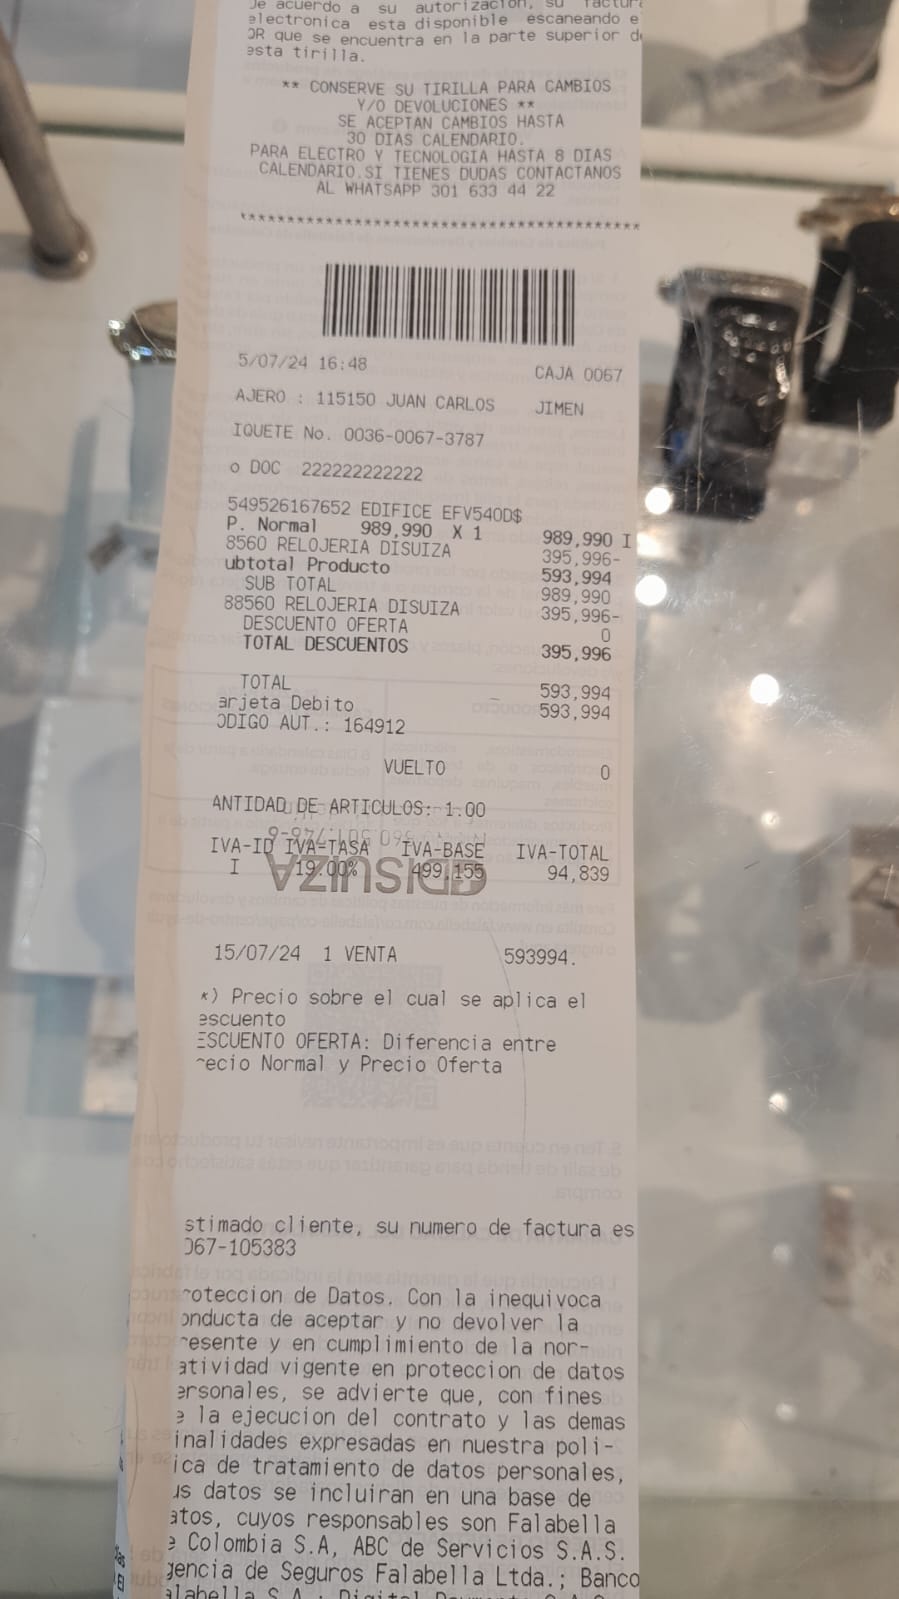 De acuerdo a su autorización, su factura
electronica esta disponible escaneando e
QR que se encuentra en la parte superior de
esta tirilla.
** CONSERVE SU TIRILLA PARA CAMBIOS
Y/O DEVOLUCIONES **
SE ACEPTAN CAMBIOS HASTA
30 DIAS CALENDARIO.
PARA ELECTRO Y TECNOLOGIA HASTA 8 DIAS
CALENDARIO.SI TIENES DUDAS CONTACTANOS
AL WHATSAPP 301 633 44 22
****************************************
5/07/24 16:48 CAJA 0067
AJERO : 115150 JUAN CARLOS JIMEN
IQUETE No. 0036-0067-3787
o DOC 222222222222
549526167652 EDIFICE EFV540D$
P. Normal 989,990 X 1 989,990 I
8560 RELOJERIA DISUIZA 395,996-
ubtotal Producto 593,994
SUB TOTAL 989,990
88560 RELOJERIA DISUIZA 395,996-
DESCUENTO OFERTA 0
TOTAL DESCUENTOS 395,996
TOTAL 593,994
arjeta Debito 593,994
ODIGO AUT.: 164912
VUELTO 0
ANTIDAD DE ARTICULOS: 1.00
IVA-ID IVA-TASA IVA-BASE IVA-TOTAL
I 19.00% 499,155 94,839
15/07/24 1 VENTA 593994.
*) Precio sobre el cual se aplica el
escuento
ESCUENTO OFERTA: Diferencia entre
recio Normal y Precio Oferta
stimado cliente, su numero de factura es
067-105383
roteccion de Datos. Con la inequivoca
onducta de aceptar y no devolver la
resente y en cumplimiento de la nor-
atividad vigente en proteccion de datos
ersonales, se advierte que, con fines
e la ejecucion del contrato y las demas
inalidades expresadas en nuestra poli-
ica de tratamiento de datos personales,
us datos se incluiran en una base de
atos, cuyos responsables son Falabella
e Colombia S.A, ABC de Servicios S.A.S.
gencia de Seguros Falabella Ltda.; Banco
alabella S.A.; Digital